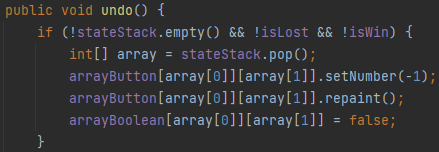 public void undo() {
if (!stateStack.empty() && !isLost && !isWin) {
int[] array = stateStack.pop();
arrayButton[array[0]][array[1]].setNumber(-1);
arrayButton[array[0]][array[1]].repaint();
arrayBoolean[array[0]][array[1]] = false;
}